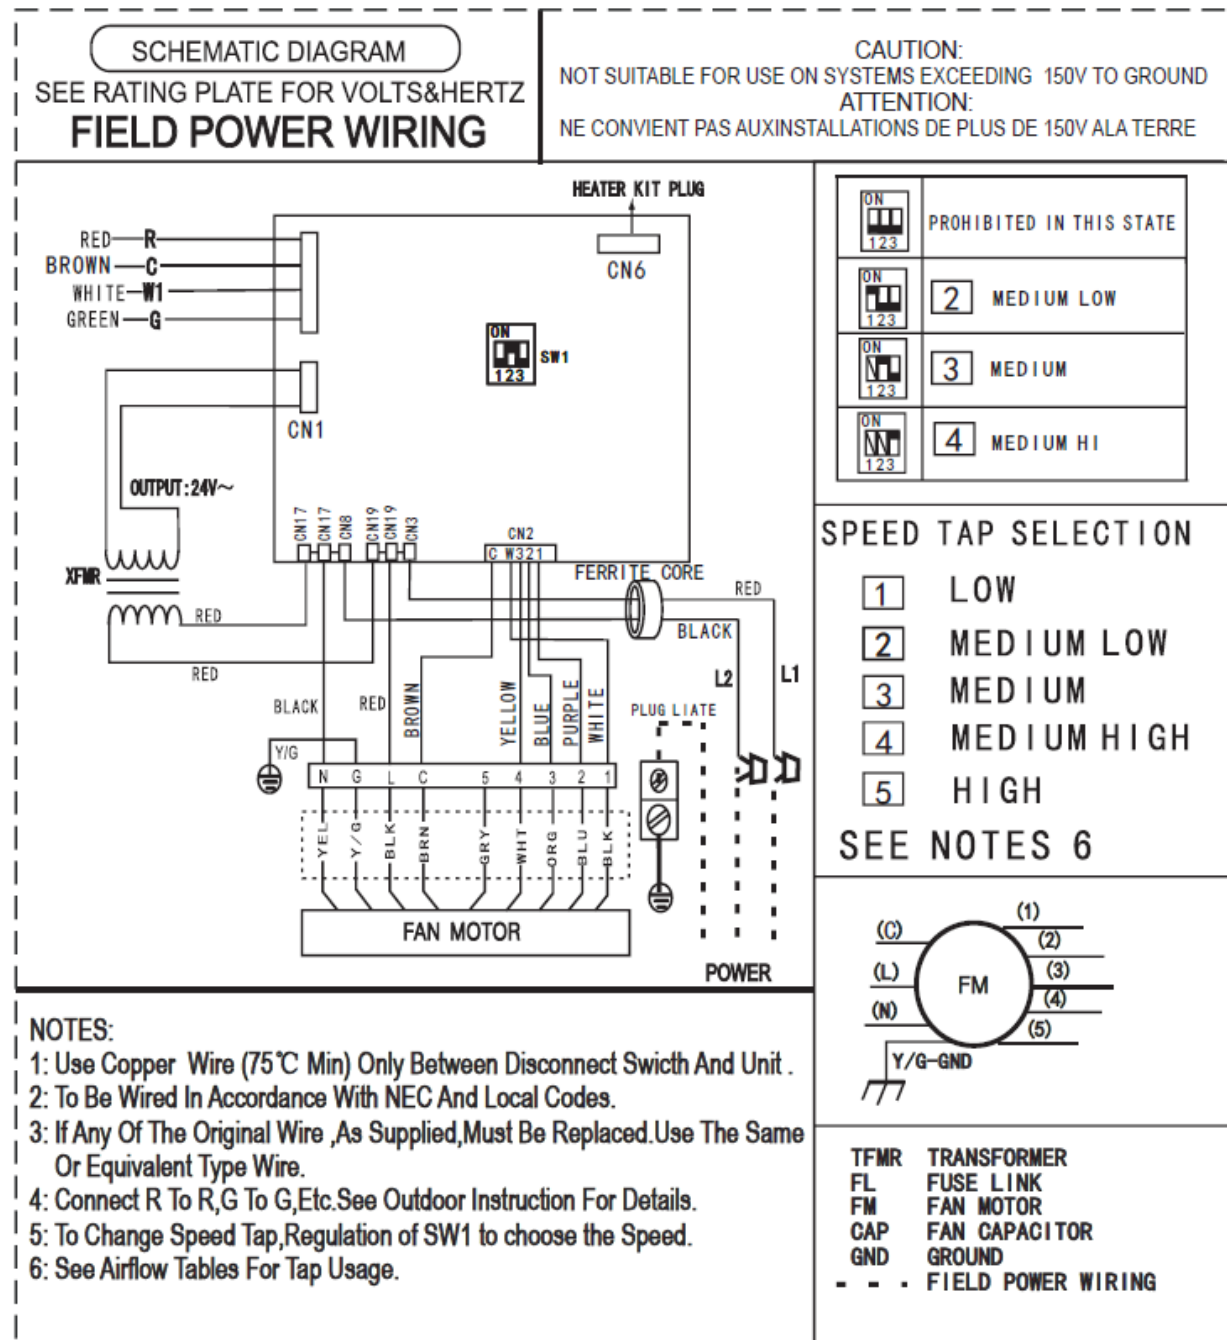 SCHEMATIC DIAGRAM
SEE RATING PLATE FOR VOLTS&HERTZ
FIELD POWER WIRING
CAUTION:
NOT SUITABLE FOR USE ON SYSTEMS EXCEEDING 150V TO GROUND
ATTENTION:
NE CONVIENT PAS AUXINSTALLATIONS DE PLUS DE 150V ALA TERRE
HEATER KIT PLUG
CN6
RED R
BROWN C
WHITE W1
GREEN G
ON
123
SW1
CN1
OUTPUT:24V~
XFMR
CN17
CN17
CN8
CN19
CN19
CN3
CN2
C W321
FERRITE CORE
RED
BLACK
RED
RED
L2
L1
BLACK
RED
BROWN
YELLOW
BLUE
PURPLE
WHITE
PLUG LIATE
Y/G
N G L C 5 4 3 2 1
YEL
Y/G
BLK
BRN
GRY
WHT
ORG
BLU
BLK
FAN MOTOR
POWER
ON
123
PROHIBITED IN THIS STATE
ON
123
2 MEDIUM LOW
ON
123
3 MEDIUM
ON
123
4 MEDIUM HI
SPEED TAP SELECTION
1 LOW
2 MEDIUM LOW
3 MEDIUM
4 MEDIUM HIGH
5 HIGH
SEE NOTES 6
(C)
(L)
(N)
FM
(1)
(2)
(3)
(4)
(5)
Y/G-GND
TFMR TRANSFORMER
FL FUSE LINK
FM FAN MOTOR
CAP FAN CAPACITOR
GND GROUND
- - - FIELD POWER WIRING
NOTES:
1: Use Copper Wire (75℃ Min) Only Between Disconnect Swicth And Unit .
2: To Be Wired In Accordance With NEC And Local Codes.
3: If Any Of The Original Wire ,As Supplied,Must Be Replaced.Use The Same
Or Equivalent Type Wire.
4: Connect R To R,G To G,Etc.See Outdoor Instruction For Details.
5: To Change Speed Tap,Regulation of SW1 to choose the Speed.
6: See Airflow Tables For Tap Usage.